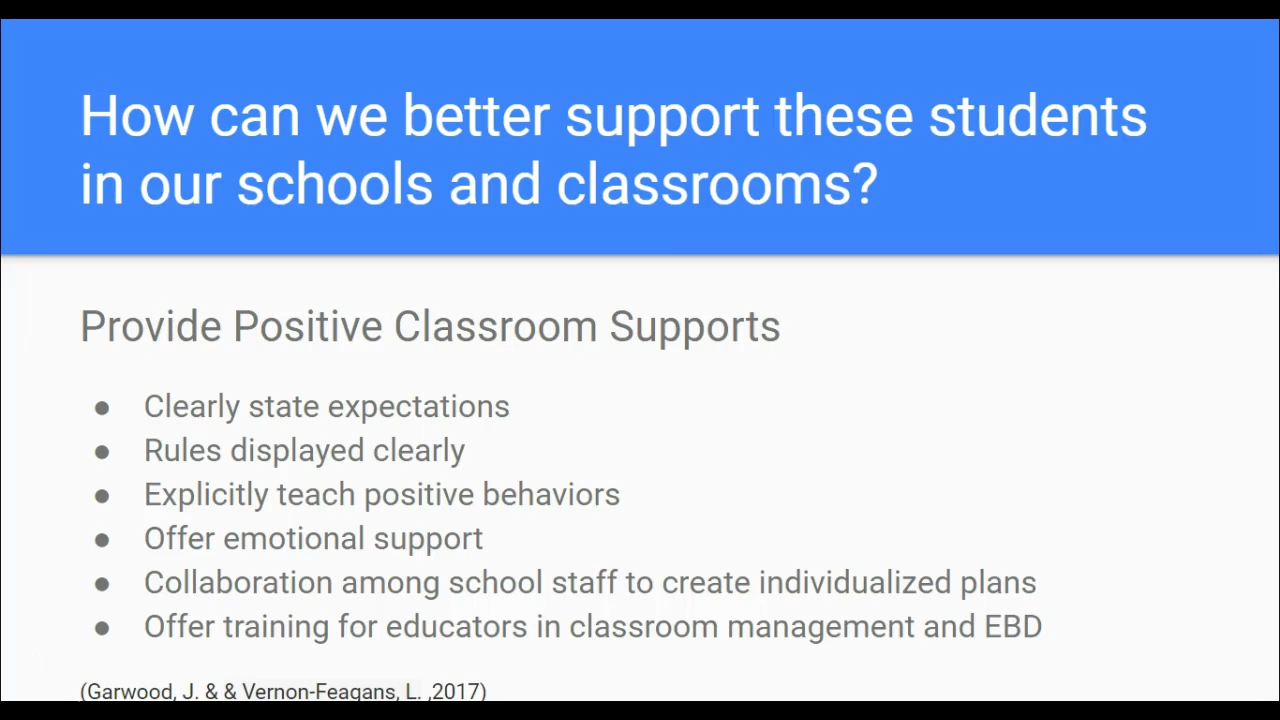 How can we better support these students
in our schools and classrooms?
Provide Positive Classroom Supports
● Clearly state expectations
● Rules displayed clearly
● Explicitly teach positive behaviors
● Offer emotional support
● Collaboration among school staff to create individualized plans
● Offer training for educators in classroom management and EBD
(Garwood, J. & & Vernon-Feagans, L. ,2017)